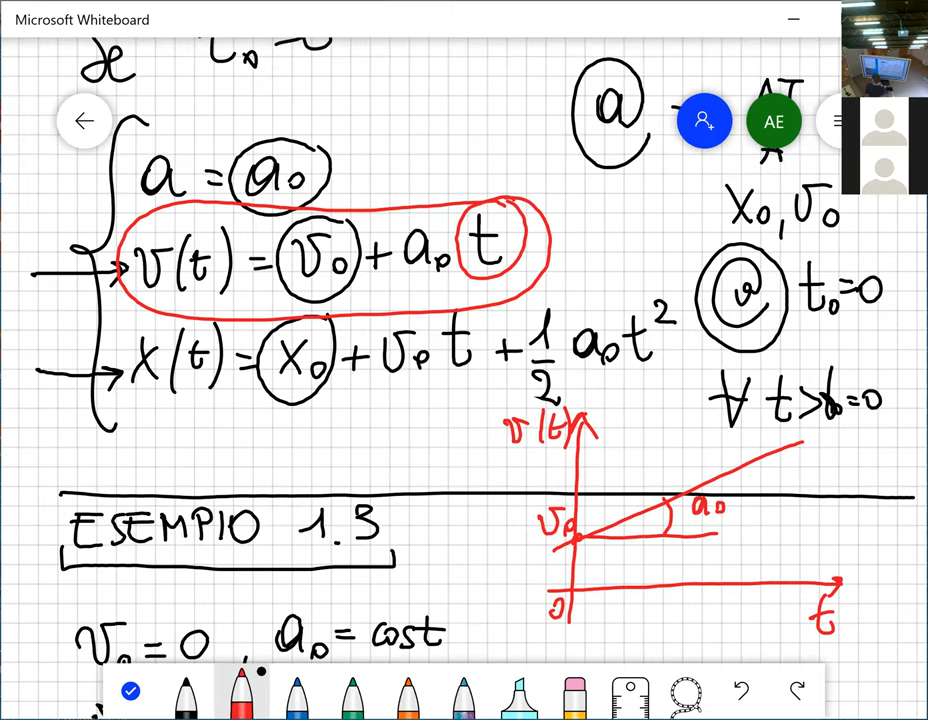 Microsoft Whiteboard
a
AE
a = a₀
x₀, v₀
v(t) = v₀ + a₀ t
@ t₀=0
x(t) = x₀ + v₀ t + 1/2 a₀ t²
∀ t > t₀=0
v(t)
v₀
a₀
ESEMPIO 1.3
0
t
v₀ = 0, a₀ = cost